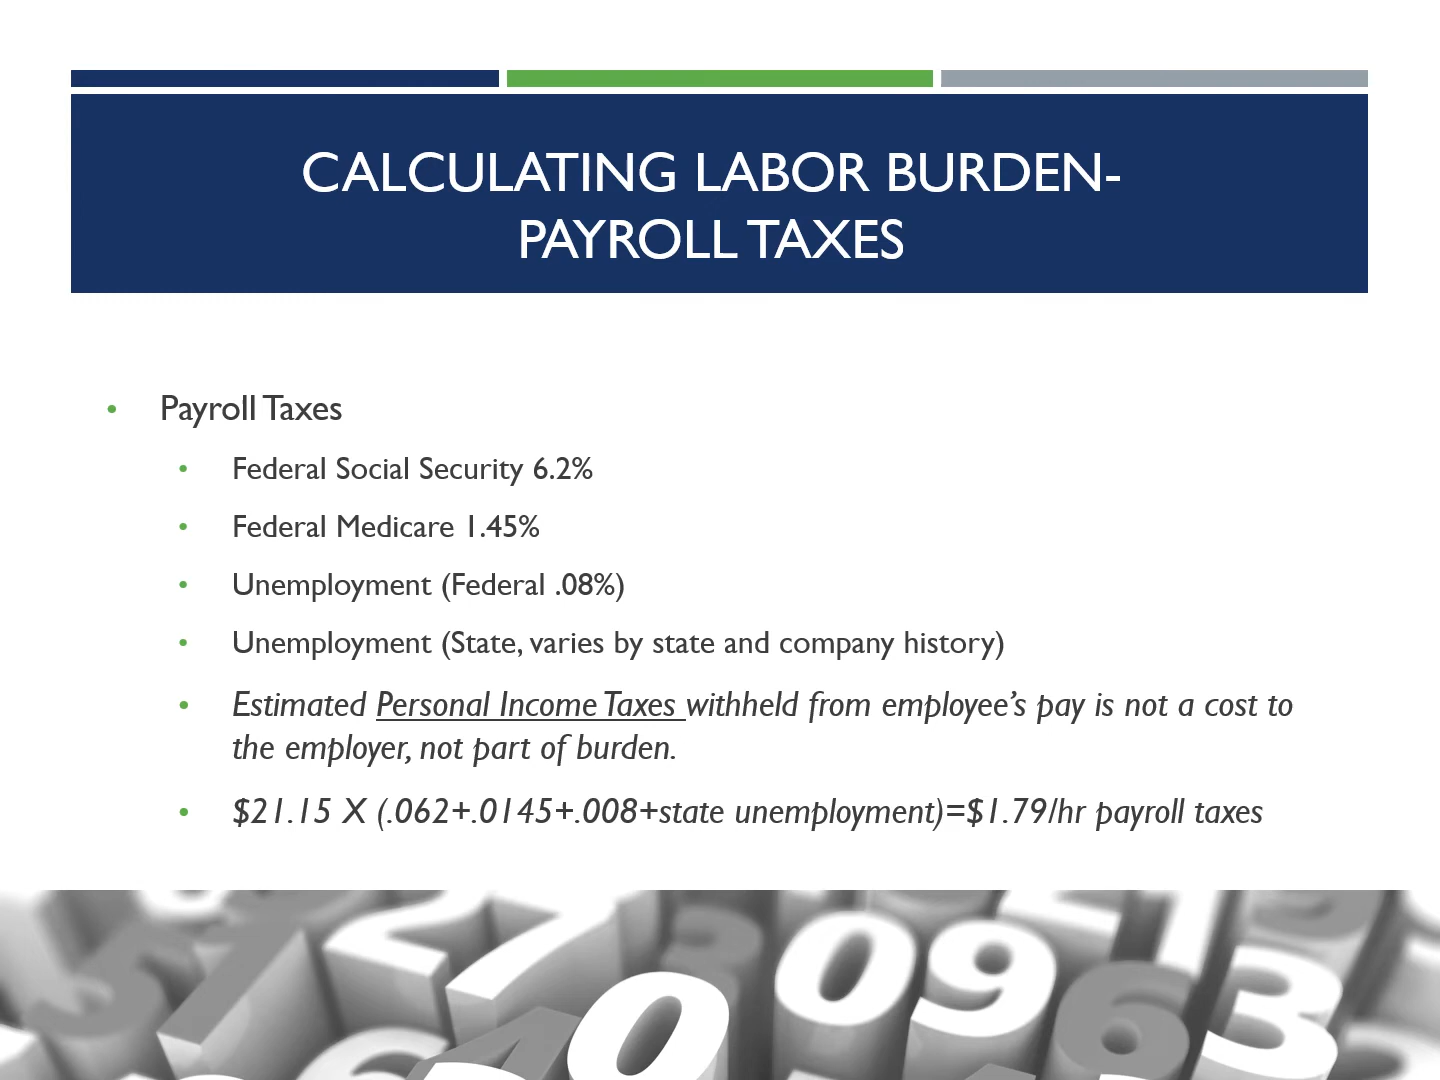 CALCULATING LABOR BURDEN-
PAYROLL TAXES
• Payroll Taxes
• Federal Social Security 6.2%
• Federal Medicare 1.45%
• Unemployment (Federal .08%)
• Unemployment (State, varies by state and company history)
• Estimated Personal Income Taxes withheld from employee’s pay is not a cost to
the employer, not part of burden.
• $21.15 X (.062+.0145+.008+state unemployment)=$1.79/hr payroll taxes